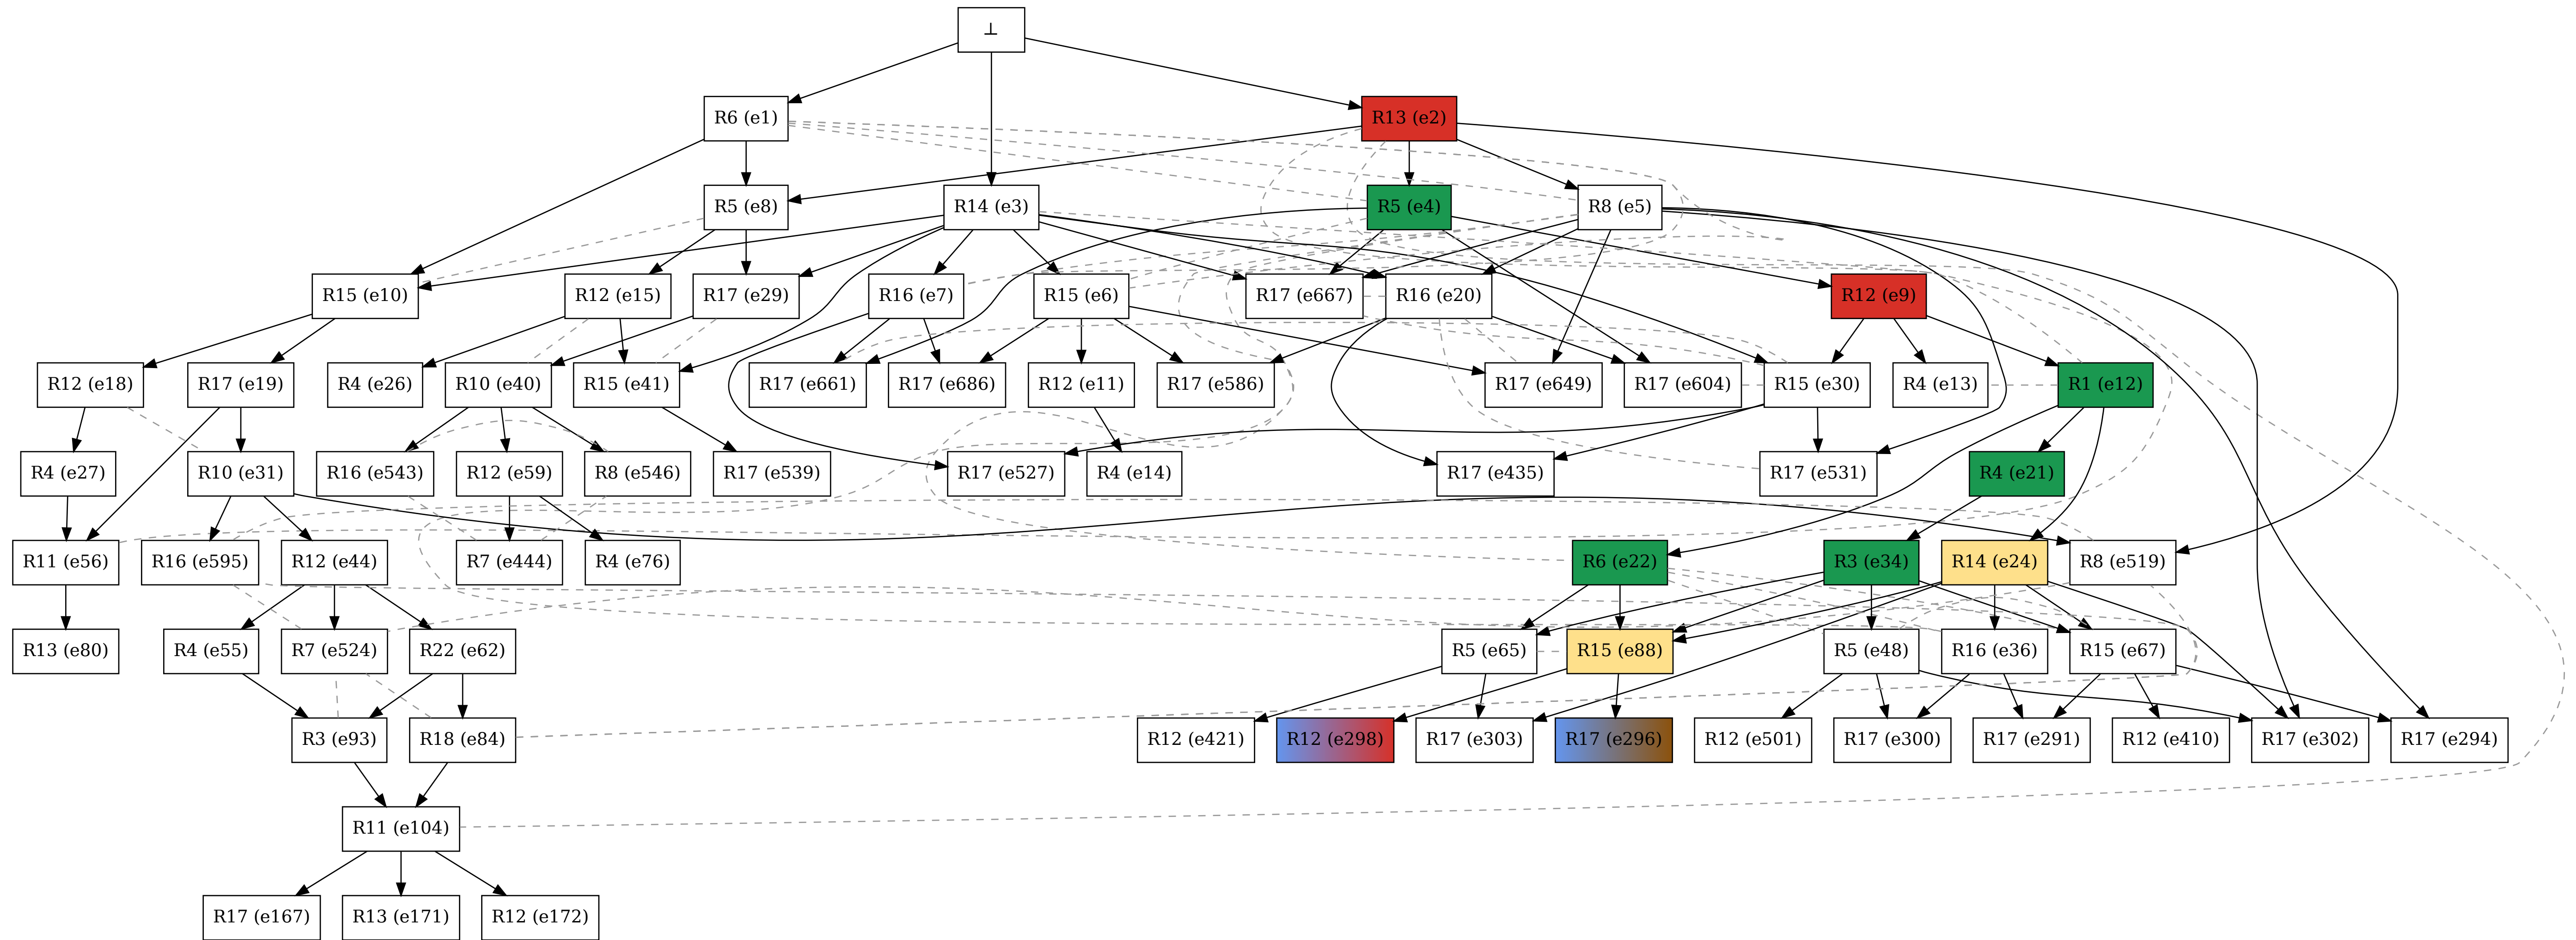 ⊥
R6 (e1)
R13 (e2)
R5 (e8)
R14 (e3)
R5 (e4)
R8 (e5)
R15 (e10)
R12 (e15)
R17 (e29)
R16 (e7)
R15 (e6)
R17 (e667)
R16 (e20)
R12 (e9)
R12 (e18)
R17 (e19)
R4 (e26)
R10 (e40)
R15 (e41)
R17 (e661)
R17 (e686)
R12 (e11)
R17 (e586)
R17 (e649)
R17 (e604)
R15 (e30)
R4 (e13)
R1 (e12)
R4 (e27)
R10 (e31)
R16 (e543)
R12 (e59)
R8 (e546)
R17 (e539)
R17 (e527)
R4 (e14)
R17 (e435)
R17 (e531)
R4 (e21)
R11 (e56)
R16 (e595)
R12 (e44)
R7 (e444)
R4 (e76)
R6 (e22)
R3 (e34)
R14 (e24)
R8 (e519)
R13 (e80)
R4 (e55)
R7 (e524)
R22 (e62)
R5 (e65)
R15 (e88)
R5 (e48)
R16 (e36)
R15 (e67)
R3 (e93)
R18 (e84)
R12 (e421)
R12 (e298)
R17 (e303)
R17 (e296)
R12 (e501)
R17 (e300)
R17 (e291)
R12 (e410)
R17 (e302)
R17 (e294)
R11 (e104)
R17 (e167)
R13 (e171)
R12 (e172)